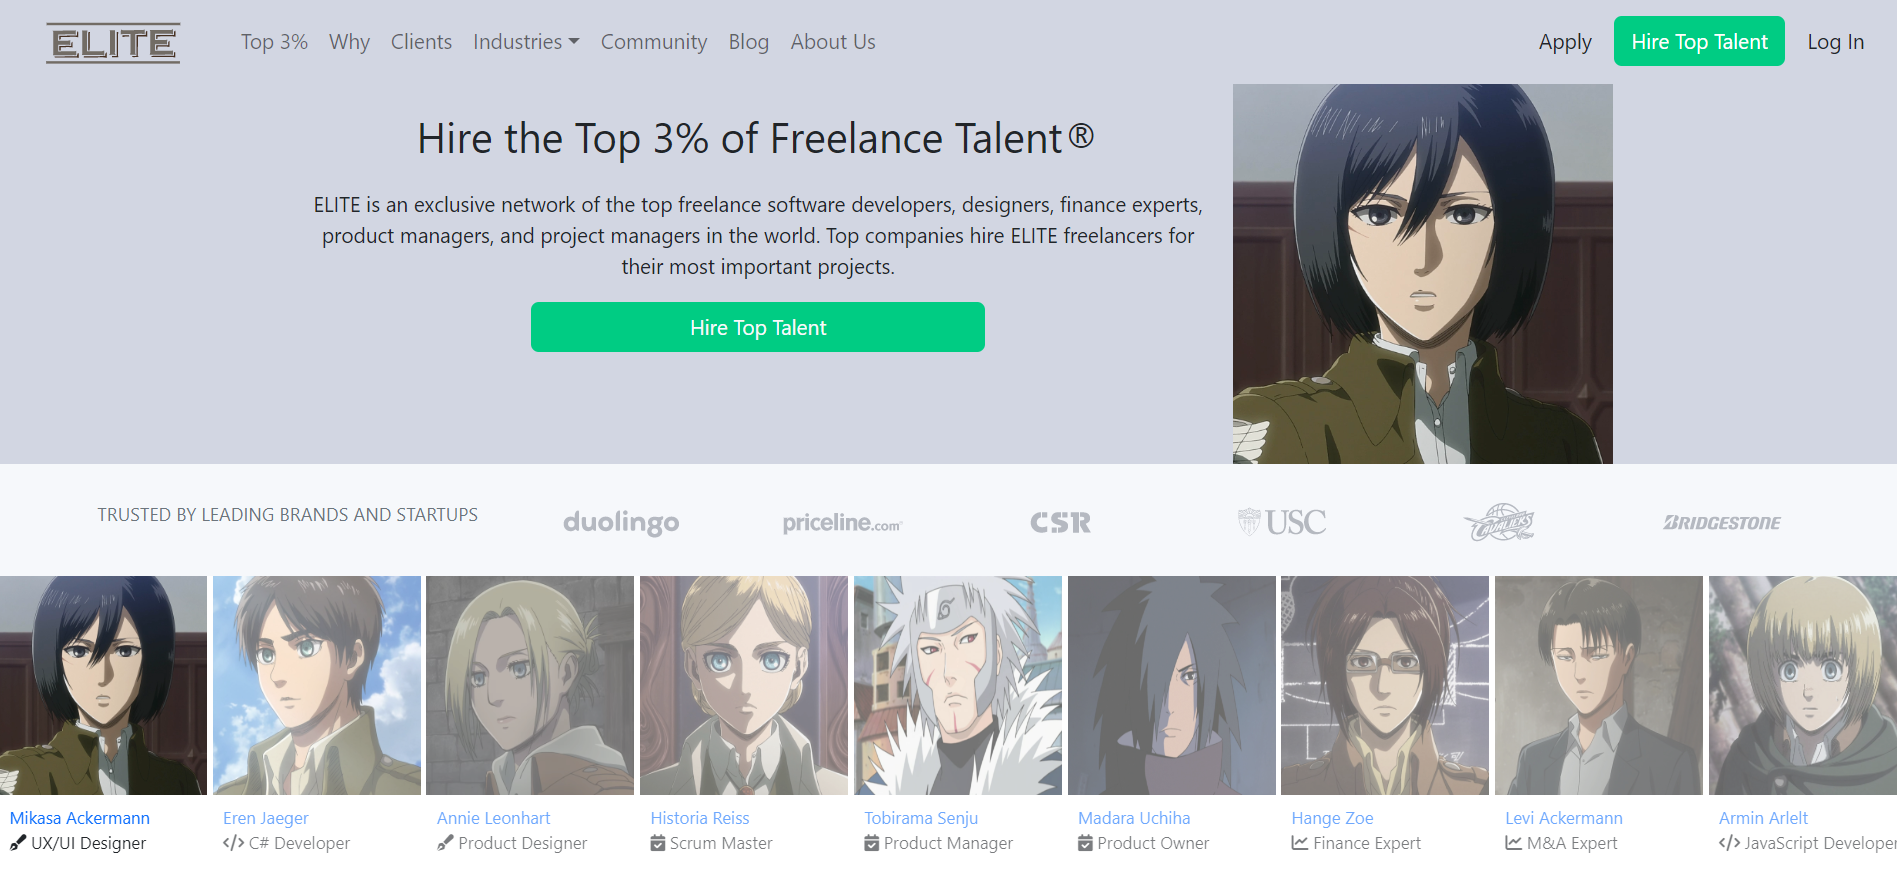 ELITE
Top 3% Why Clients Industries Community Blog About Us
Apply Hire Top Talent Log In
Hire the Top 3% of Freelance Talent®
ELITE is an exclusive network of the top freelance software developers, designers, finance experts,
product managers, and project managers in the world. Top companies hire ELITE freelancers for
their most important projects.
Hire Top Talent
TRUSTED BY LEADING BRANDS AND STARTUPS
duolingo
priceline.com
CSR
USC
CAVALIERS
BRIDGESTONE
Mikasa Ackermann
UX/UI Designer
Eren Jaeger
C# Developer
Annie Leonhart
Product Designer
Historia Reiss
Scrum Master
Tobirama Senju
Product Manager
Madara Uchiha
Product Owner
Hange Zoe
Finance Expert
Levi Ackermann
M&A Expert
Armin Arlelt
JavaScript Developer